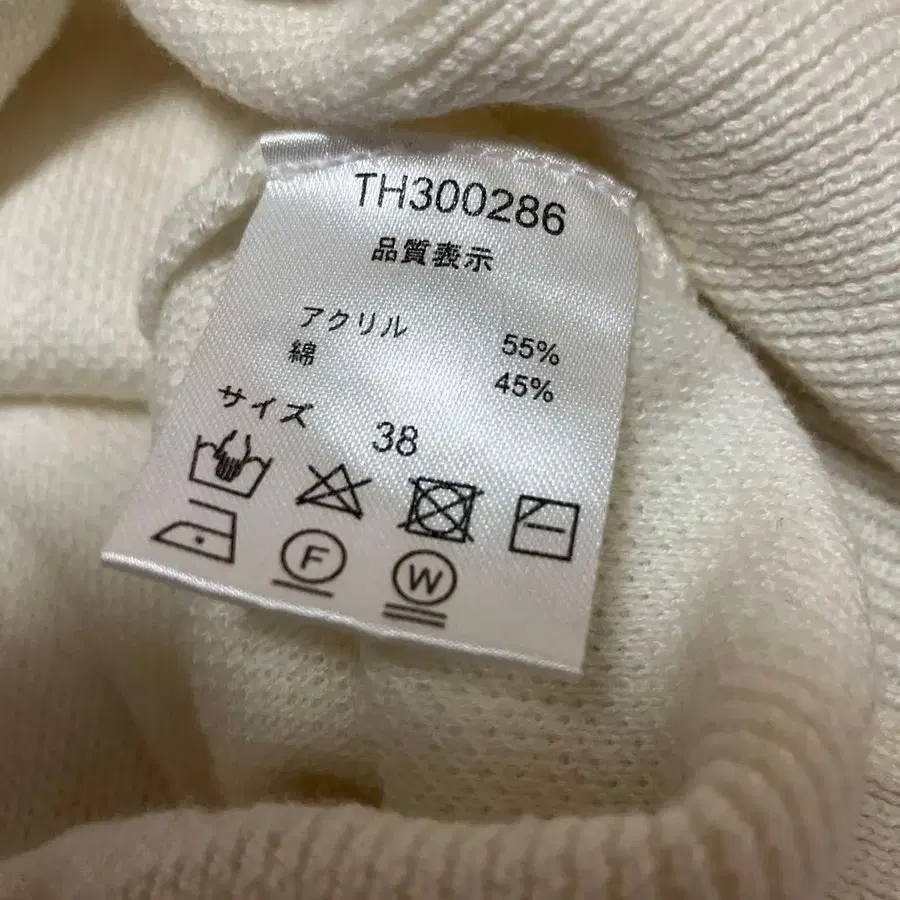 TH300286
品質表示
アクリル 55%
綿 45%
サイズ 38
F W